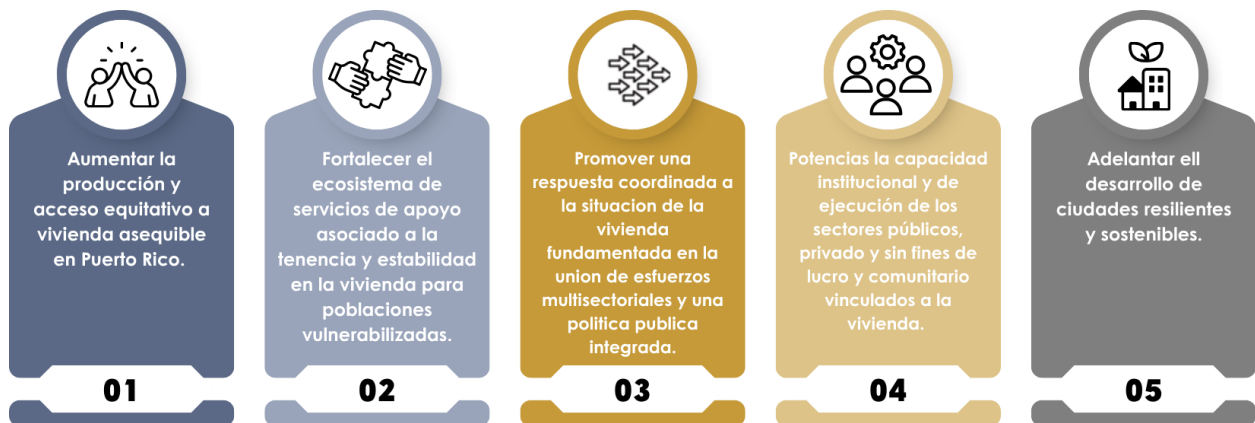 Aumentar la
producción y
acceso equitativo a
vivienda asequible
en Puerto Rico.
01
Fortalecer el
ecosistema de
servicios de apoyo
asociado a la
tenencia y estabilidad
en la vivienda para
poblaciones
vulnerabilizadas.
02
Promover una
respuesta coordinada a
la situacion de la
vivienda
fundamentada en la
union de esfuerzos
multisectoriales y una
politica publica
integrada.
03
Potencias la capacidad
institucional y de
ejecución de los
sectores públicos,
privado y sin fines de
lucro y comunitario
vinculados a la
vivienda.
04
Adelantar ell
desarrollo de
ciudades resilientes
y sostenibles.
05